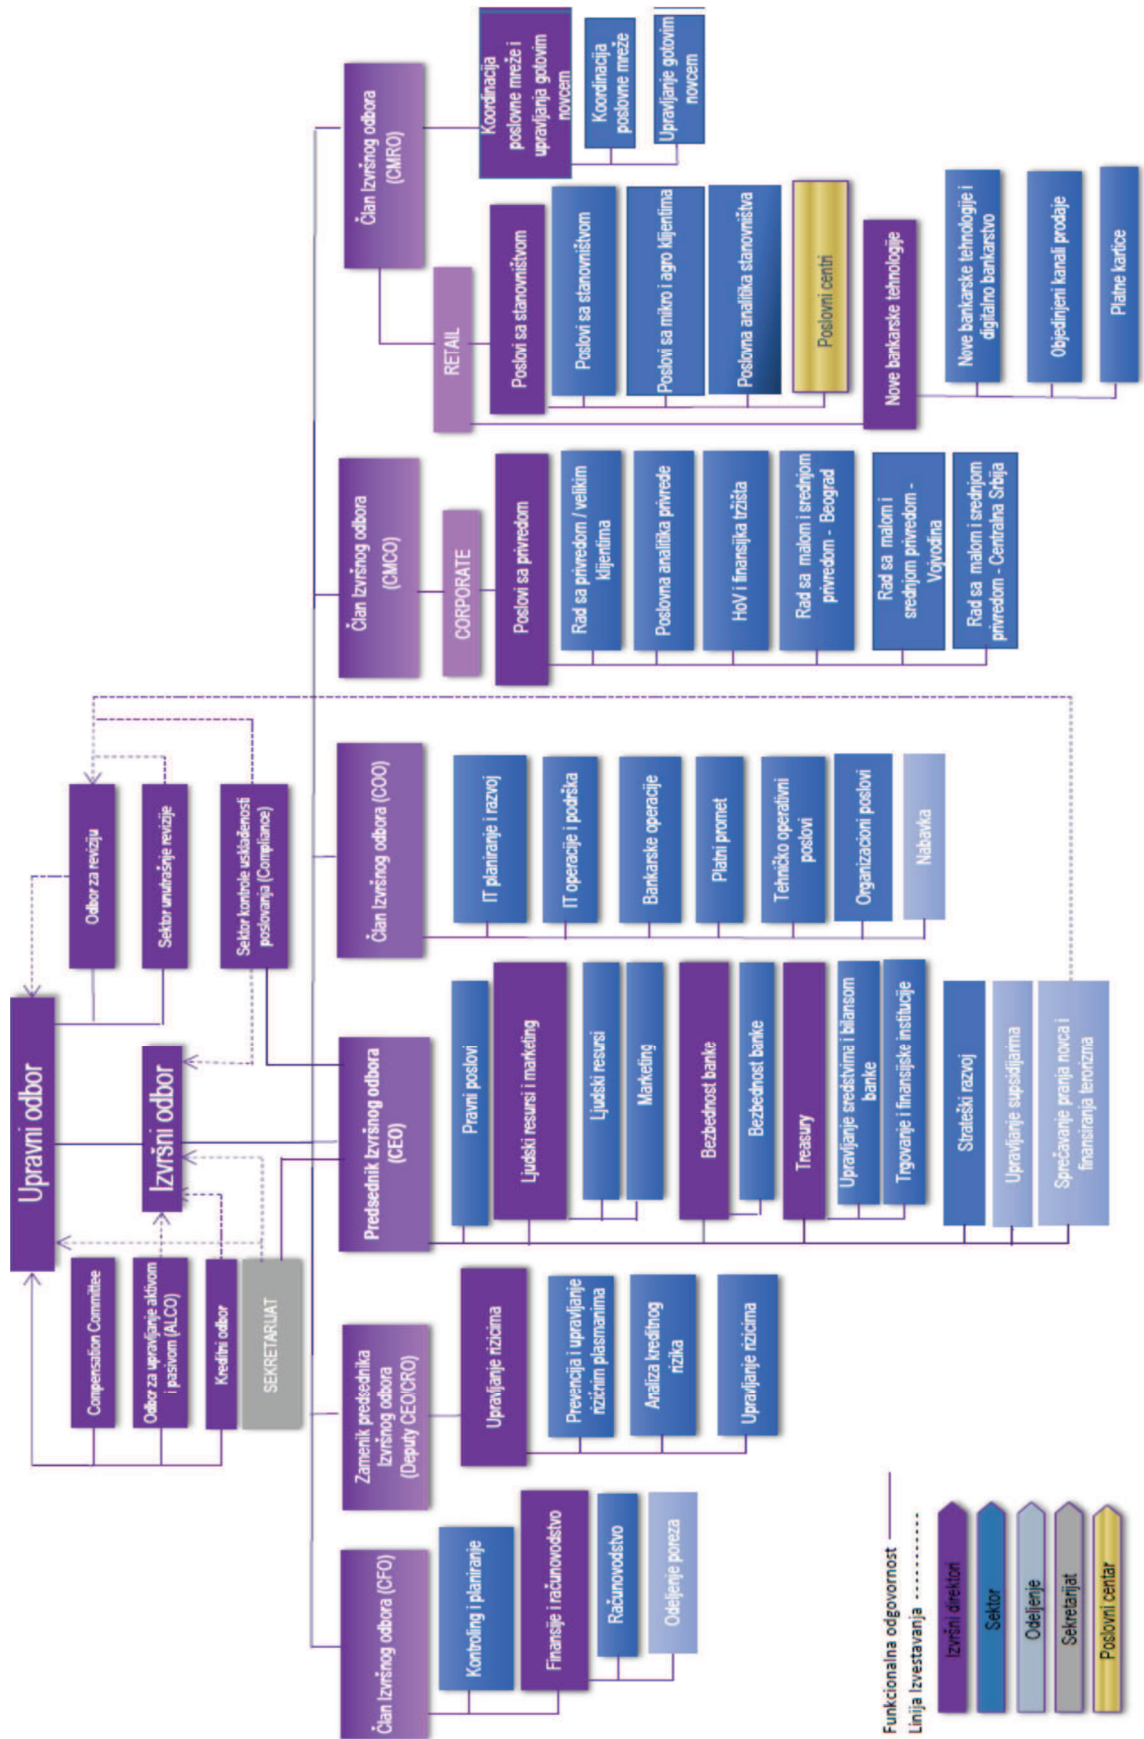 Upravni odbor
Izvršni odbor
Compensation Committee
Odbor za upravljanje aktivom
i pasivom (ALCO)
Kreditni odbor
SEKRETARIJAT
Odbor za reviziju
Sektor unutrašnje revizije
Sektor kontrole usklađenosti
poslovanja (Compliance)
Član Izvršnog odbora (CFO)
Kontroling i planiranje
Finansije i računovodstvo
Računovodstvo
Odeljenje poreza
Zamenik predsednika
Izvršnog odbora
(Deputy CEO/CRO)
Upravljanje rizicima
Prevencija i upravljanje
rizičnim plasmanima
Analiza kreditnog
rizika
Upravljanje rizicima
Predsednik Izvršnog odbora
(CEO)
Pravni poslovi
Ljudski resursi i marketing
Ljudski resursi
Marketing
Bezbednost banke
Bezbednost banke
Treasury
Upravljanje sredstvima i bilansom
banke
Trgovanje i finansijske institucije
Strateški razvoj
Upravljanje supsidijarima
Sprečavanje pranja novca i
finansiranja terorizma
Član Izvršnog odbora (COO)
IT planiranje i razvoj
IT operacije i podrška
Bankarske operacije
Platni promet
Tehničko operativni
poslovi
Organizacioni poslovi
Nabavka
Član Izvršnog odbora
(CMCO)
CORPORATE
Poslovi sa privredom
Rad sa privredom / velikim
klijentima
Poslovna analitika privrede
HoV i finansijka tržišta
Rad sa malom i srednjom
privredom - Beograd
Rad sa malom i
srednjom privredom -
Vojvodina
Rad sa malom i srednjom
privredom - Centralna Srbija
Član Izvršnog odbora
(CMRO)
RETAIL
Poslovi sa stanovništvom
Poslovi sa stanovništvom
Poslovi sa mikro i agro klijentima
Poslovna analitika stanovništva
Poslovni centri
Nove bankarske tehnologije
Nove bankarske tehnologije i
digitalno bankarstvo
Objedinjeni kanali prodaje
Platne kartice
Koordinacija
poslovne mreže i
upravljanja gotovim
novcem
Koordinacija
poslovne mreže
Upravljanje gotovim
novcem
Funkcionalna odgovornost
Linija Izvestavanja
Izvršni direktori
Sektor
Odeljenje
Sekretarijat
Poslovni centar